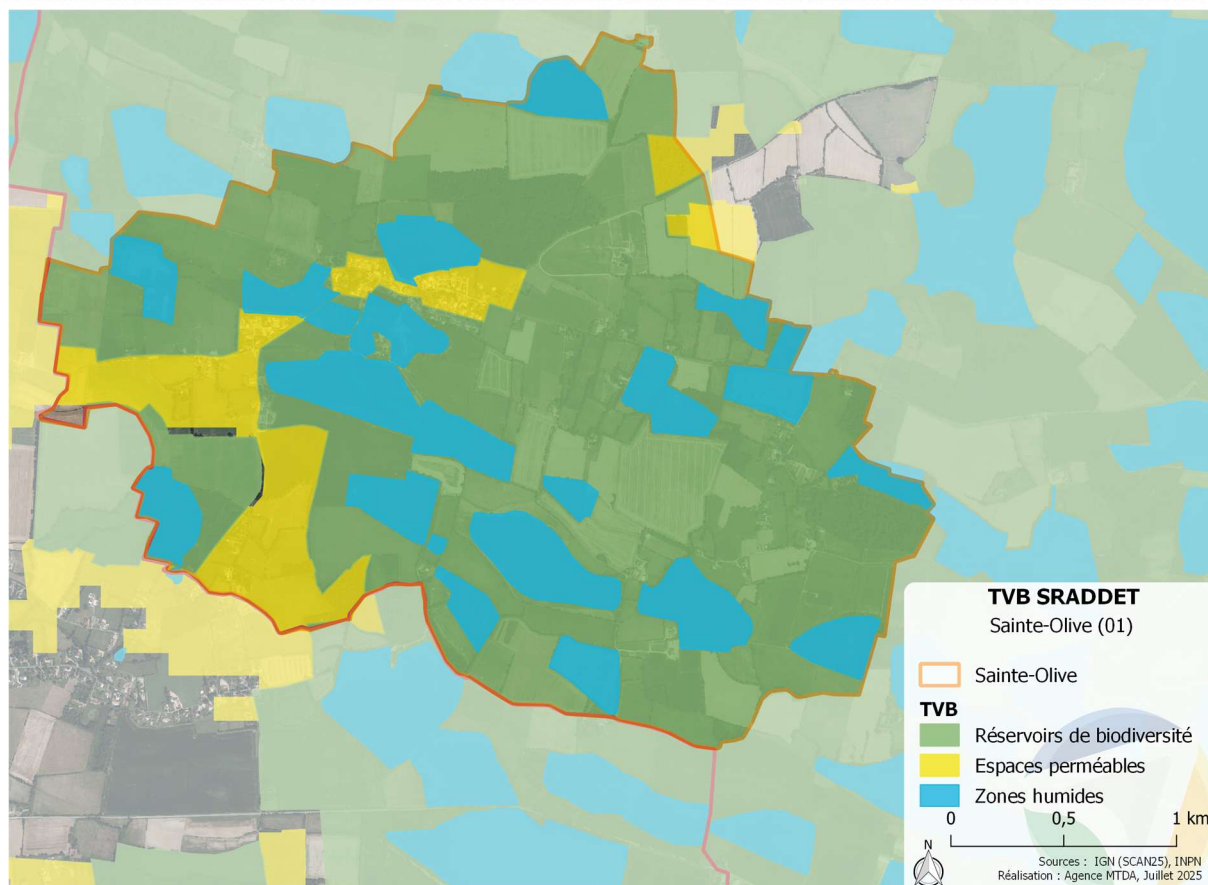 TVB SRADDET
Sainte-Olive (01)
Sainte-Olive
TVB
Réservoirs de biodiversité
Espaces perméables
Zones humides
0 0,5 1 km
N
Sources : IGN (SCAN25), INPN
Réalisation : Agence MTDA, Juillet 2025